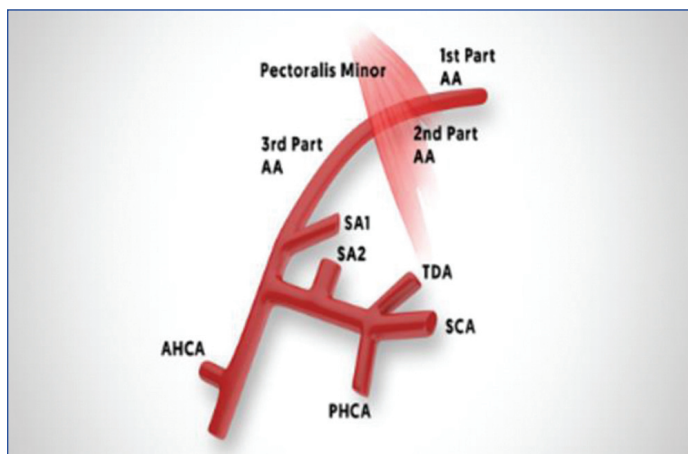 1st Part
AA
Pectoralis Minor
2nd Part
AA
3rd Part
AA
SA1
SA2
TDA
SCA
AHCA
PHCA